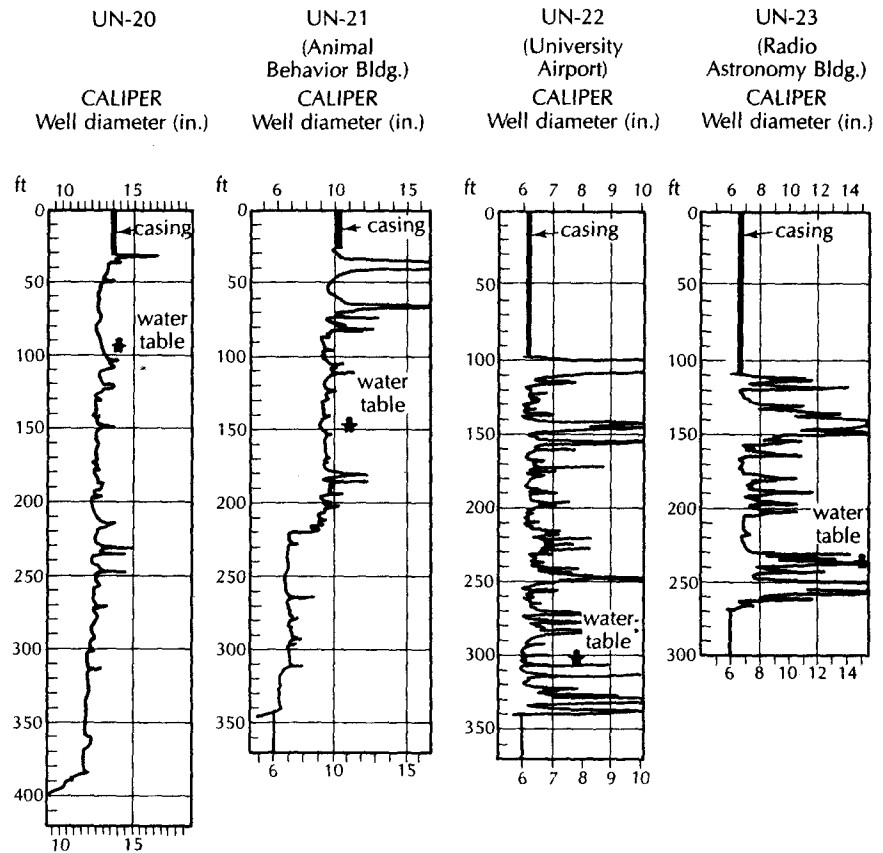 UN-20
CALIPER
Well diameter (in.)
ft
10
15
0
50
100
150
200
250
300
350
400
casing
water
table
10
15
UN-21
(Animal
Behavior Bldg.)
CALIPER
Well diameter (in.)
ft
6
10
15
0
50
100
150
200
250
300
350
casing
water
table
6
10
15
UN-22
(University
Airport)
CALIPER
Well diameter (in.)
ft
6
7
8
9
10
0
50
100
150
200
250
300
350
casing
water
table
6
7
8
9
10
UN-23
(Radio
Astronomy Bldg.)
CALIPER
Well diameter (in.)
ft
6
8
10
12
15
0
50
100
150
200
250
300
casing
water
table
6
8
10
12
15